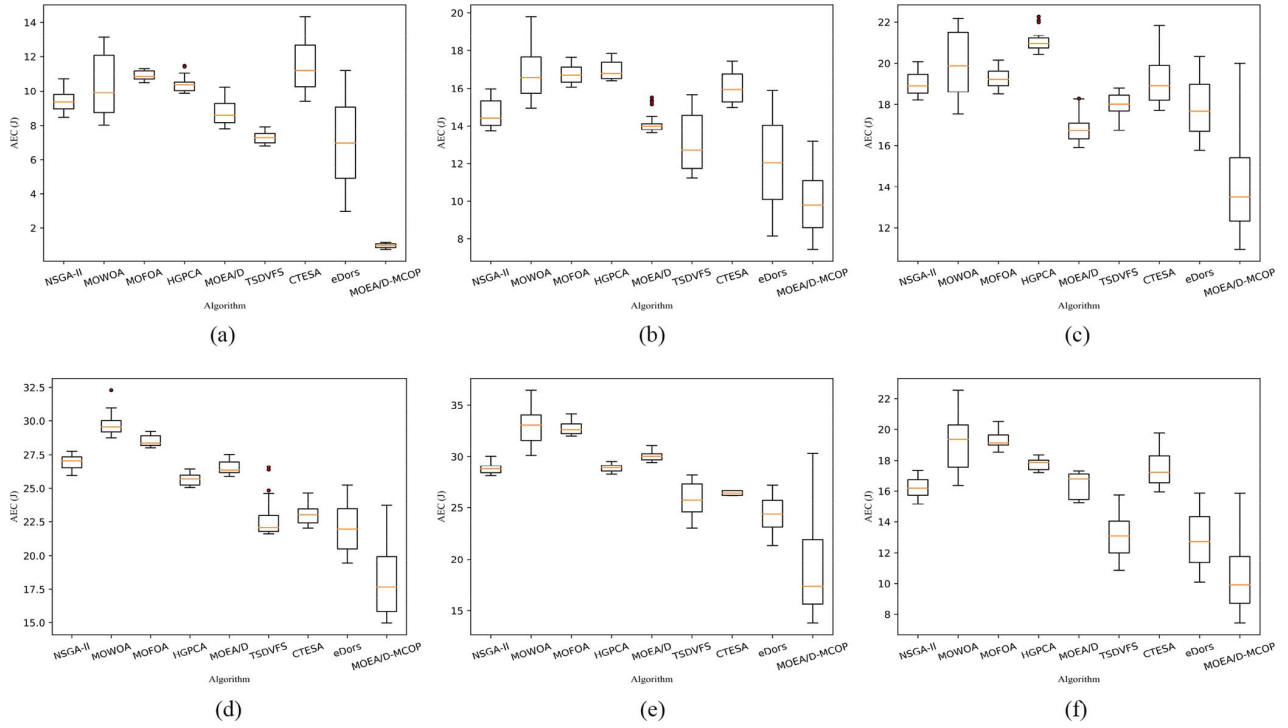 14
12
10
8
6
4
2
AEC (J)
NSGA-II
MOWOA
MOFOA
HGPCA
MOEA/D
TSDVFS
CTESA
eDors
MOEA/D-MCOP
Algorithm
(a)
20
18
16
14
12
10
8
AEC (J)
NSGA-II
MOWOA
MOFOA
HGPCA
MOEA/D
TSDVFS
CTESA
eDors
MOEA/D-MCOP
Algorithm
(b)
22
20
18
16
14
12
AEC (J)
NSGA-II
MOWOA
MOFOA
HGPCA
MOEA/D
TSDVFS
CTESA
eDors
MOEA/D-MCOP
Algorithm
(c)
32.5
30.0
27.5
25.0
22.5
20.0
17.5
15.0
AEC (J)
NSGA-II
MOWOA
MOFOA
HGPCA
MOEA/D
TSDVFS
CTESA
eDors
MOEA/D-MCOP
Algorithm
(d)
35
30
25
20
15
AEC (J)
NSGA-II
MOWOA
MOFOA
HGPCA
MOEA/D
TSDVFS
CTESA
eDors
MOEA/D-MCOP
Algorithm
(e)
22
20
18
16
14
12
10
8
AEC (J)
NSGA-II
MOWOA
MOFOA
HGPCA
MOEA/D
TSDVFS
CTESA
eDors
MOEA/D-MCOP
Algorithm
(f)